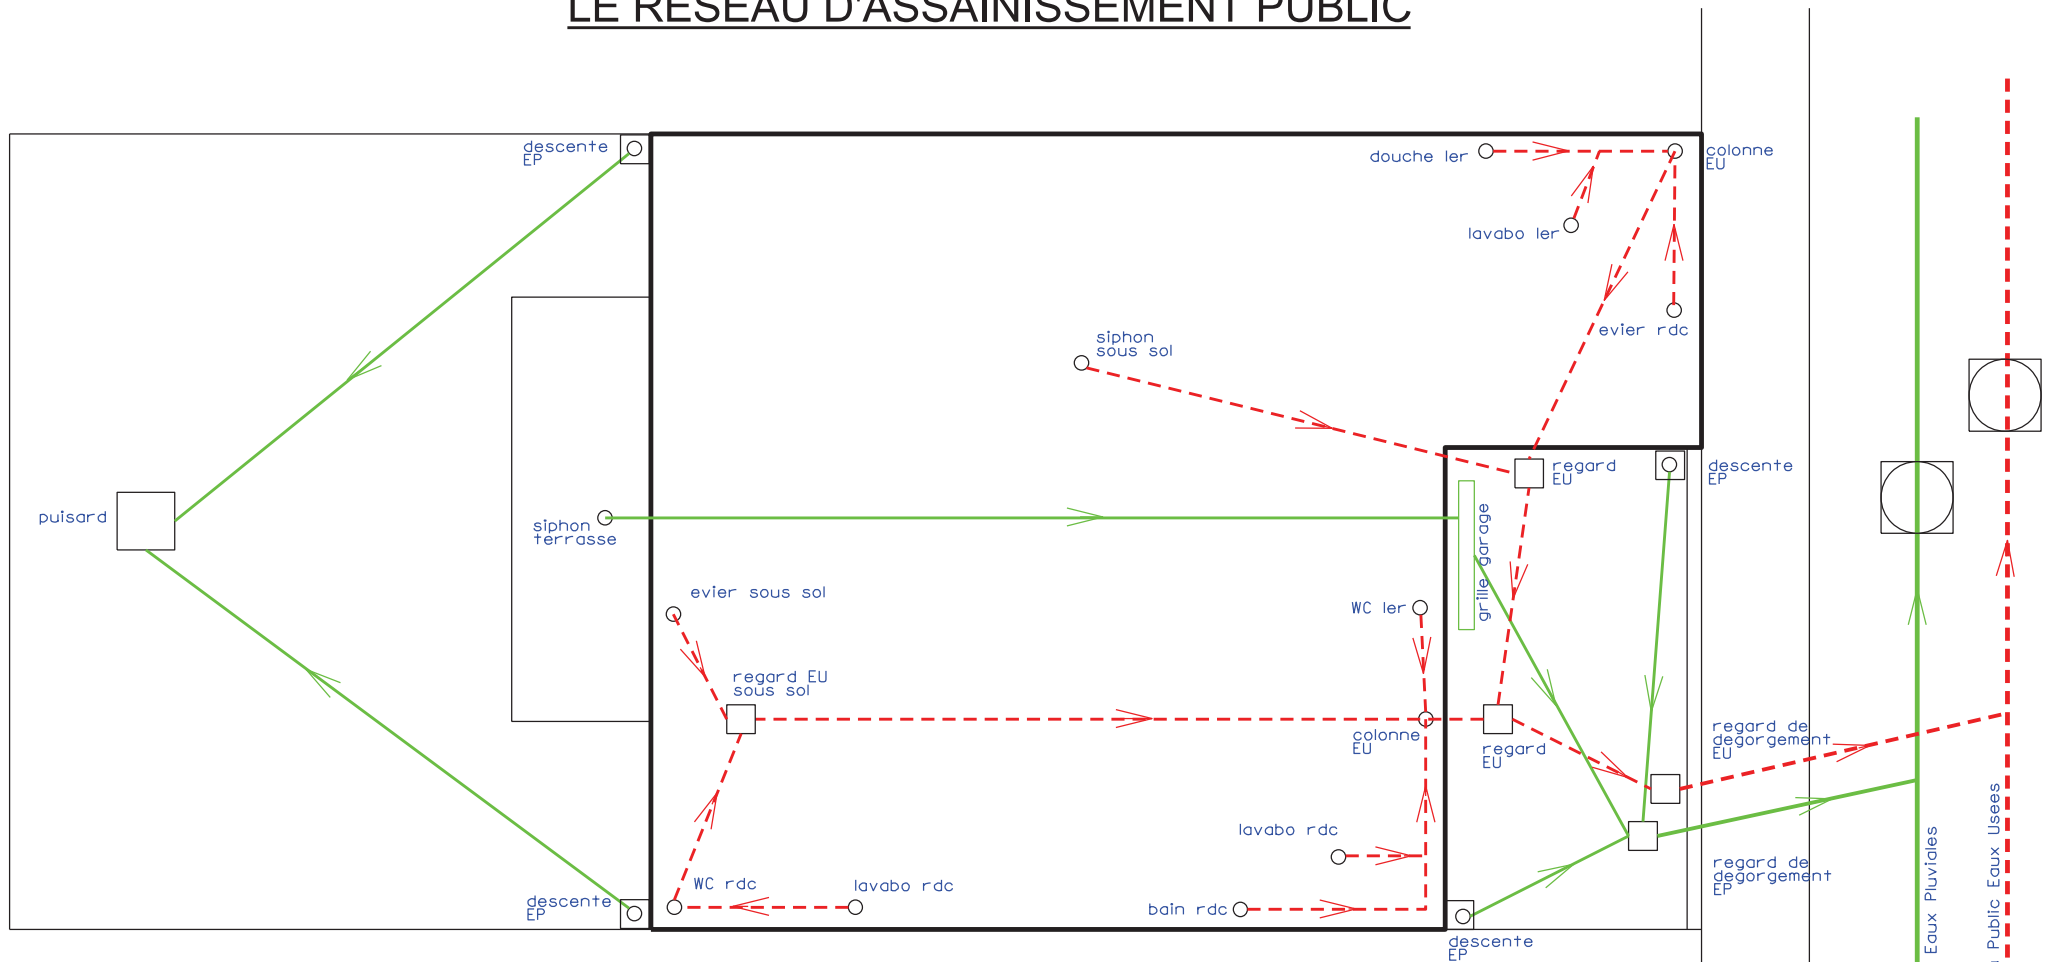 LE RESEAU D'ASSAINISSEMENT PUBLIC
descente
EP
douche 1er
colonne
EU
lavabo 1er
evier rdc
siphon
sous sol
regard
EU
descente
EP
puisard
siphon
terrasse
grille garage
evier sous sol
WC 1er
regard EU
sous sol
colonne
EU
regard
EU
regard de
degorgement
EU
lavabo rdc
WC rdc
lavabo rdc
bain rdc
descente
EP
descente
EP
regard de
degorgement
EP
Eaux Pluviales
Public Eaux Usees